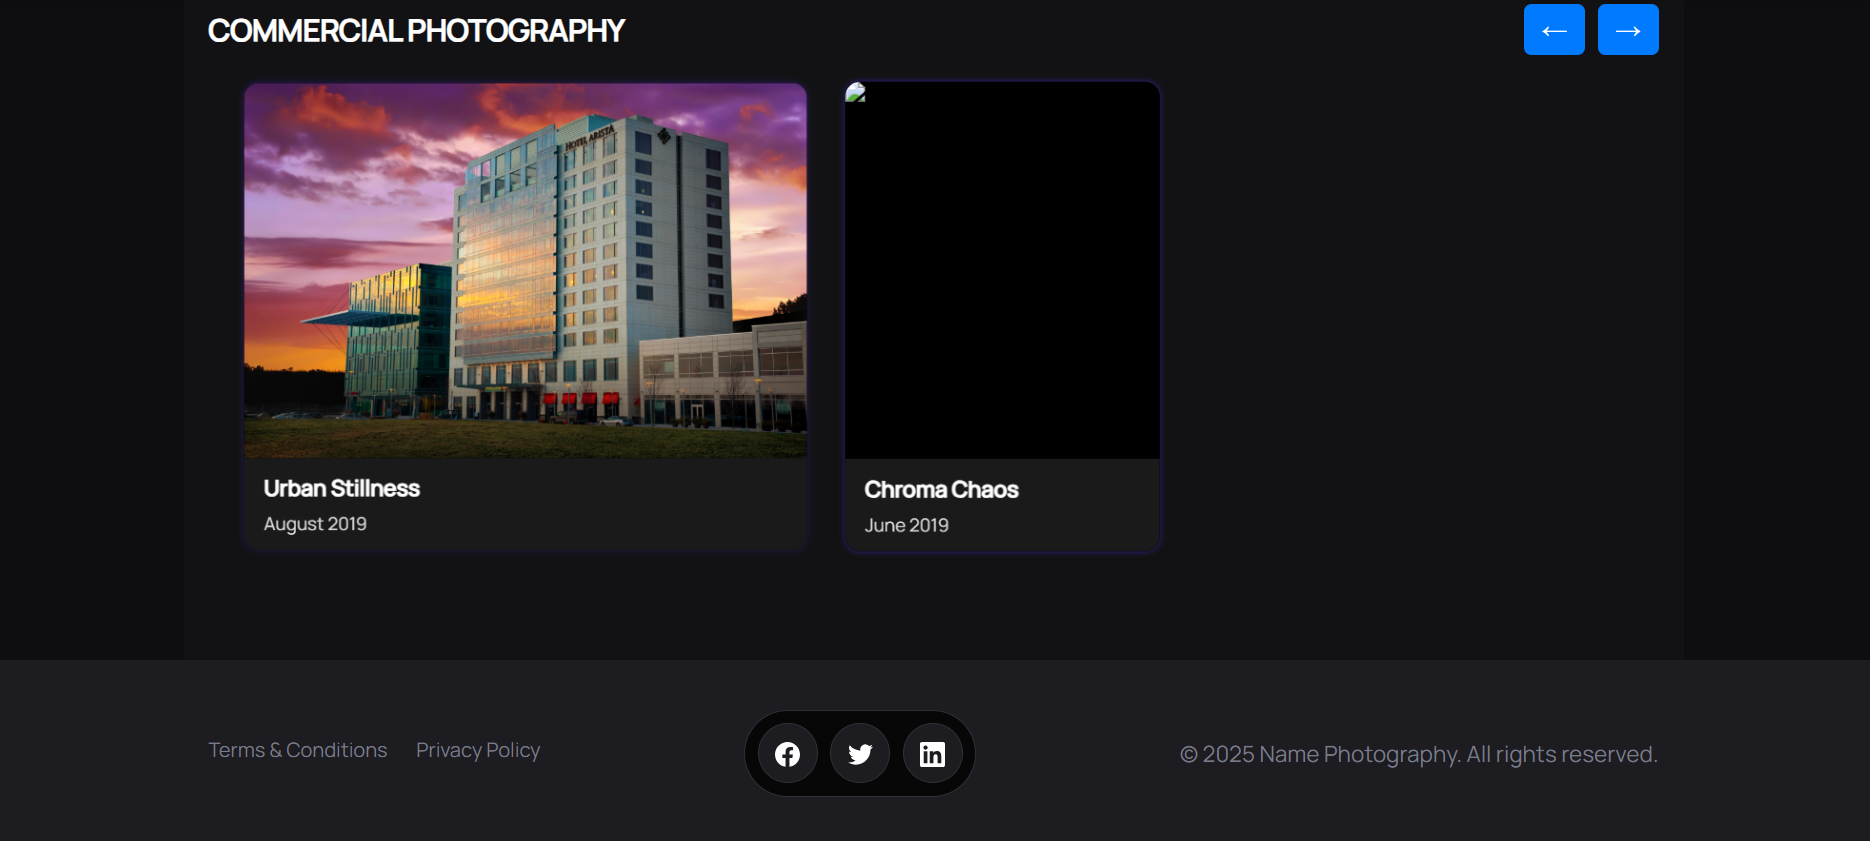 COMMERCIAL PHOTOGRAPHY
HOTEL ARISTA
Urban Stillness
August 2019
Chroma Chaos
June 2019
Terms & Conditions
Privacy Policy
© 2025 Name Photography. All rights reserved.